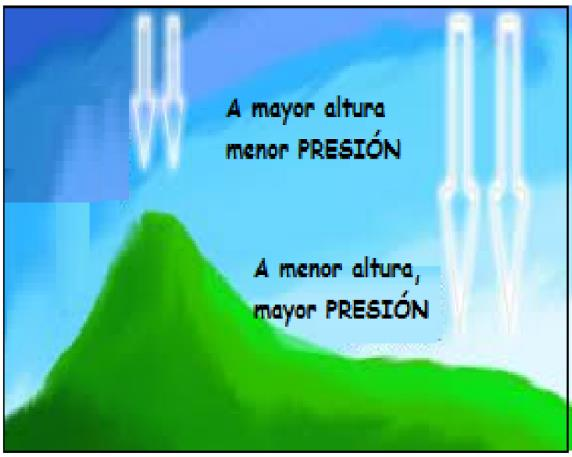 A mayor altura
menor PRESIÓN
A menor altura,
mayor PRESIÓN